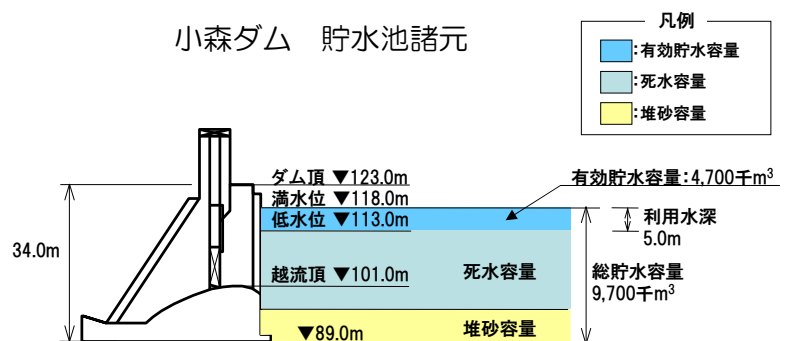 小森ダム 貯水池諸元
凡例
:有効貯水容量
:死水容量
:堆砂容量
ダム頂 ▼123.0m
満水位 ▼118.0m
低水位 ▼113.0m
有効貯水容量:4,700千m³
利用水深
5.0m
34.0m
越流頂 ▼101.0m
死水容量
総貯水容量
9,700千m³
▼89.0m
堆砂容量